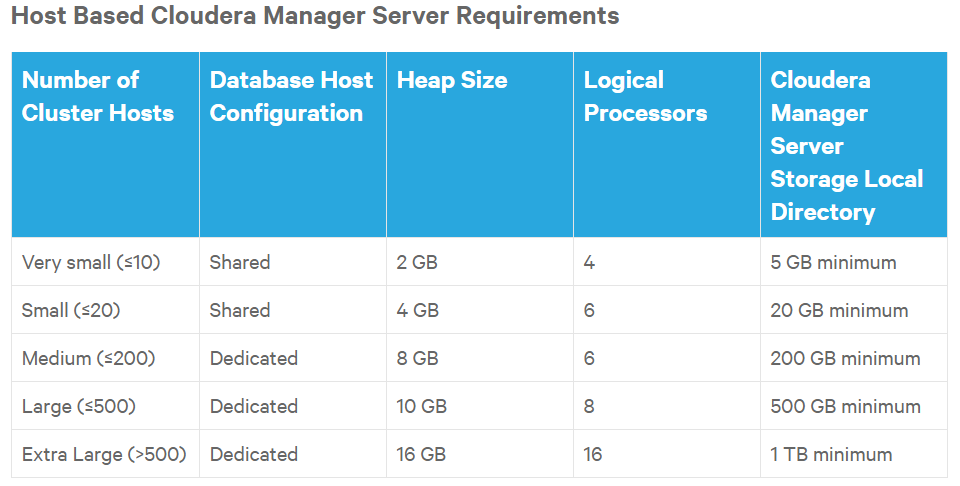 Host Based Cloudera Manager Server Requirements
Number of Cluster Hosts Database Host Configuration Heap Size Logical Processors Cloudera Manager Server Storage Local Directory
Very small (≤10) Shared 2 GB 4 5 GB minimum
Small (≤20) Shared 4 GB 6 20 GB minimum
Medium (≤200) Dedicated 8 GB 6 200 GB minimum
Large (≤500) Dedicated 10 GB 8 500 GB minimum
Extra Large (>500) Dedicated 16 GB 16 1 TB minimum